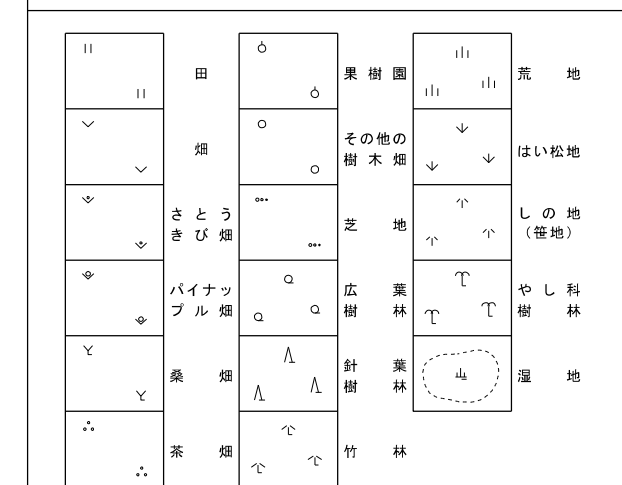 田
畑
さとう
きび畑
パイナッ
プル畑
桑畑
茶畑
果樹園
その他の
樹木畑
芝地
広葉
樹林
針葉
樹林
竹林
荒地
はい松地
しの地
（笹地）
やし科
樹林
湿地